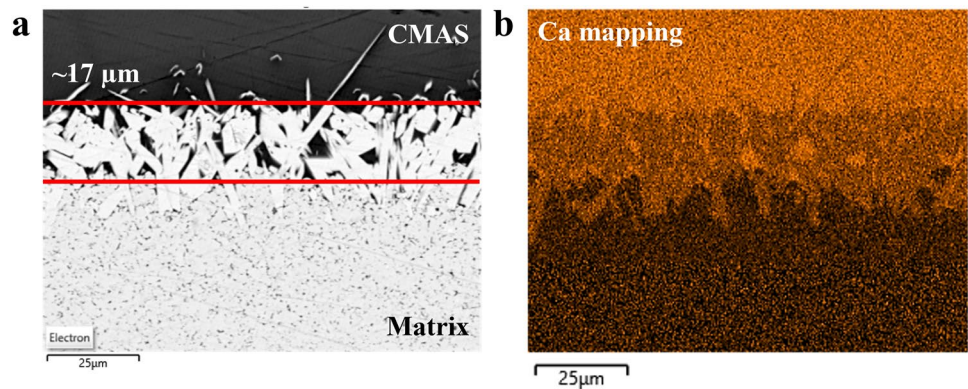 a
CMAS
~17 μm
Matrix
Electron
25μm
b
Ca mapping
25μm